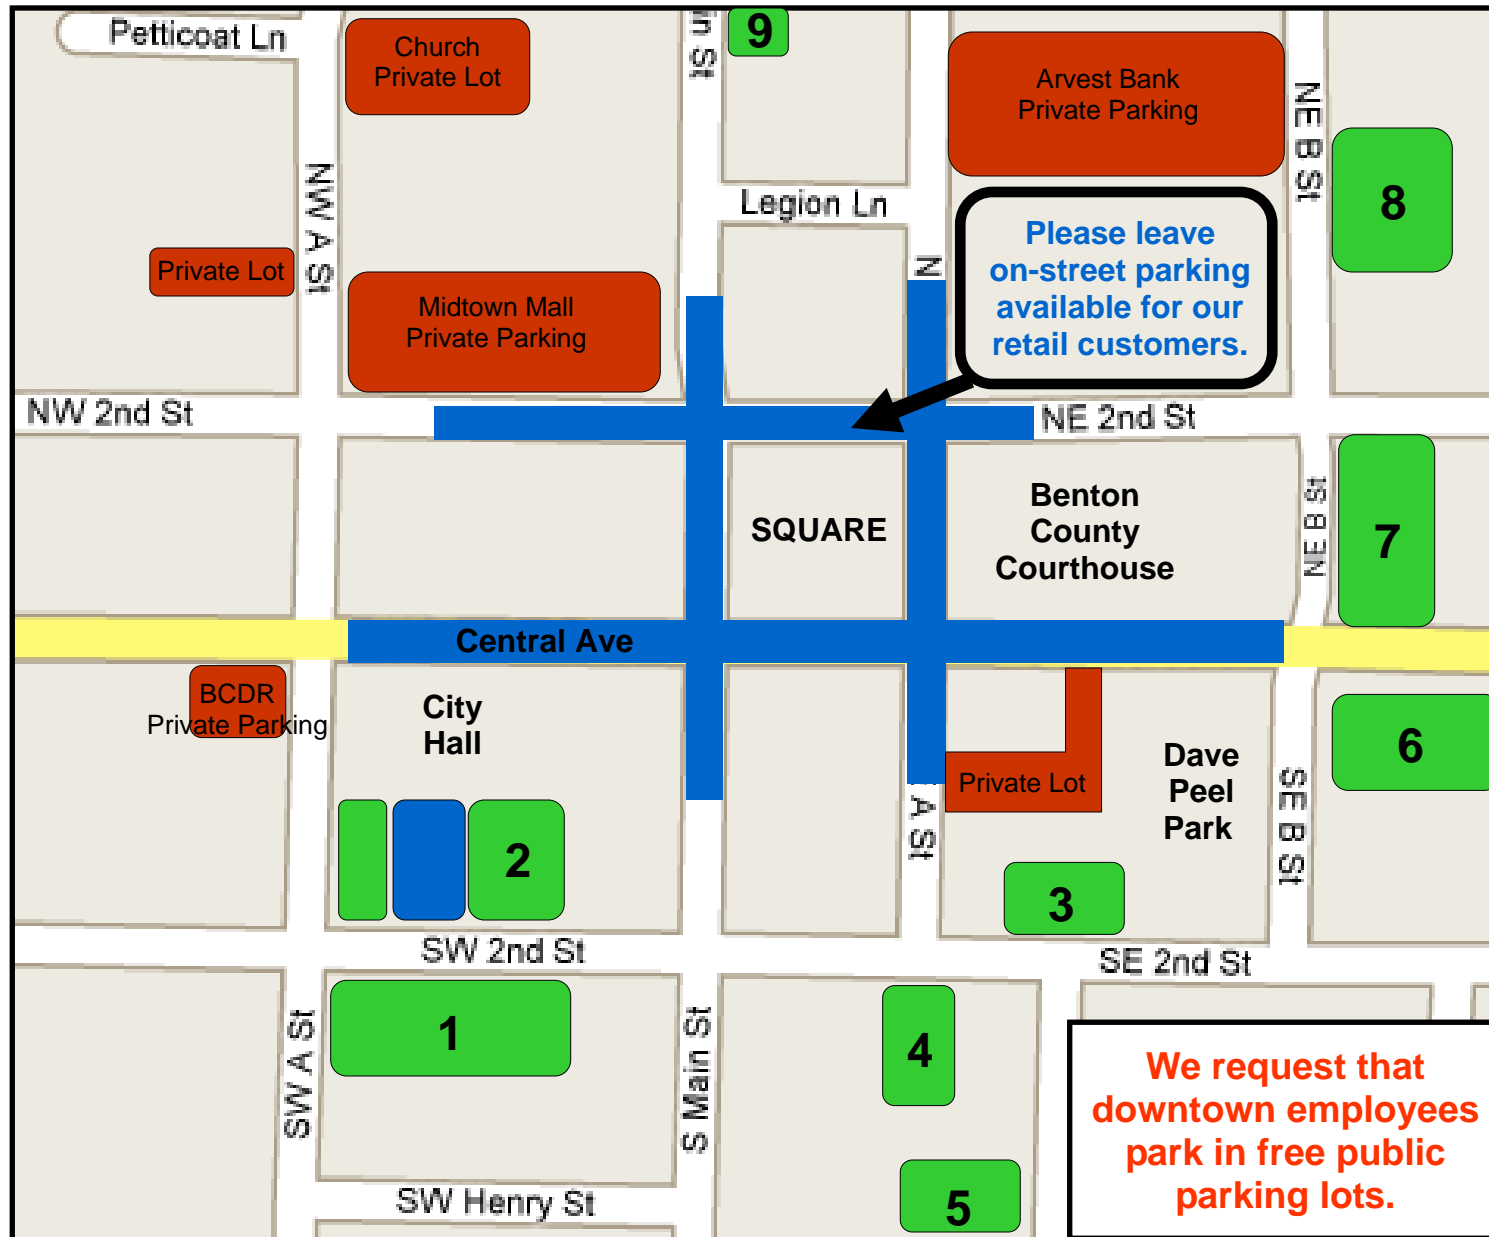 Petticoat Ln
Church
Private Lot
in St
9
Arvest Bank
Private Parking
NE B St
8
NW A St
Legion Ln
Please leave
on-street parking
available for our
retail customers.
Private Lot
N
Midtown Mall
Private Parking
NW 2nd St
NE 2nd St
SQUARE
Benton
County
Courthouse
NE B St
7
Central Ave
BCDR
Private Parking
City
Hall
Private Lot
Dave
Peel
Park
6
SE B St
A St
2
3
SW 2nd St
SE 2nd St
SW A St
1
S Main St
4
We request that
downtown employees
park in free public
parking lots.
SW Henry St
5